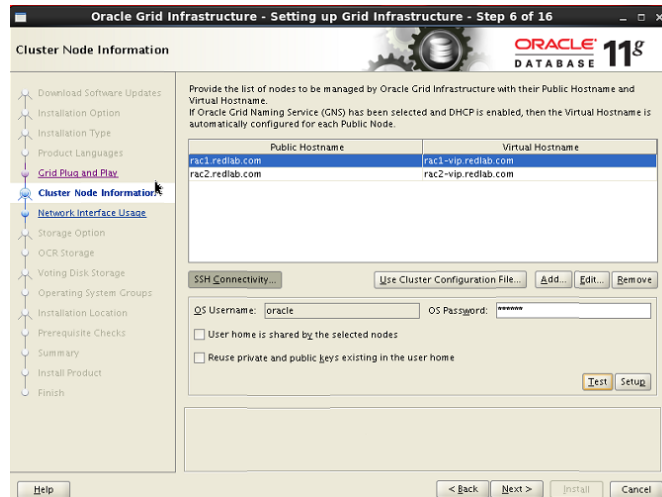 Oracle Grid Infrastructure - Setting up Grid Infrastructure - Step 6 of 16
Cluster Node Information
ORACLE
DATABASE
11g
Download Software Updates
Installation Option
Installation Type
Product Languages
Grid Plug and Play
Cluster Node Information
Network Interface Usage
Storage Option
OCR Storage
Voting Disk Storage
Operating System Groups
Installation Location
Prerequisite Checks
Summary
Install Product
Finish
Provide the list of nodes to be managed by Oracle Grid Infrastructure with their Public Hostname and
Virtual Hostname.
If Oracle Grid Naming Service (GNS) has been selected and DHCP is enabled, then the Virtual Hostname is
automatically configured for each Public Node.
Public Hostname Virtual Hostname
rac1.redlab.com rac1-vip.redlab.com
rac2.redlab.com rac2-vip.redlab.com
SSH Connectivity... Use Cluster Configuration File... Add... Edit... Remove
OS Username: oracle OS Password: ******
User home is shared by the selected nodes
Reuse private and public keys existing in the user home
Test Setup
Help < Back Next > Install Cancel